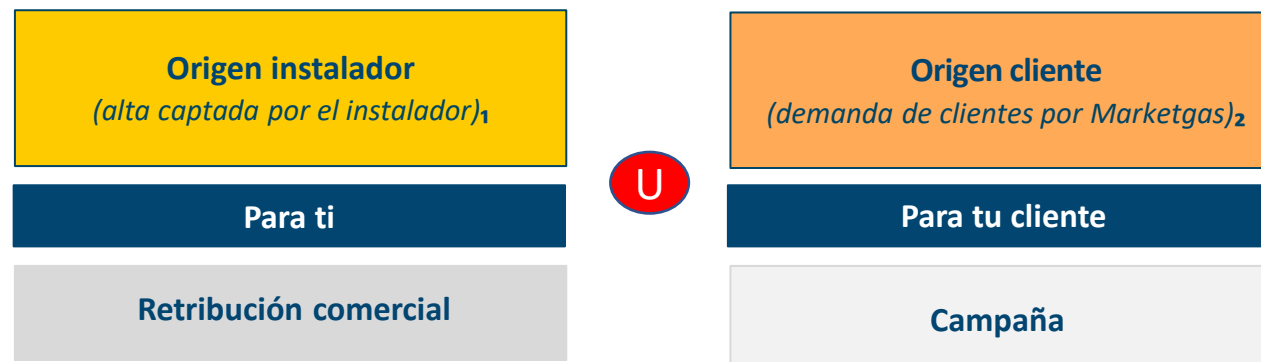 Origen instalador
(alta captada por el instalador)₁
Para ti
Retribución comercial
U
Origen cliente
(demanda de clientes por Marketgas)₂
Para tu cliente
Campaña